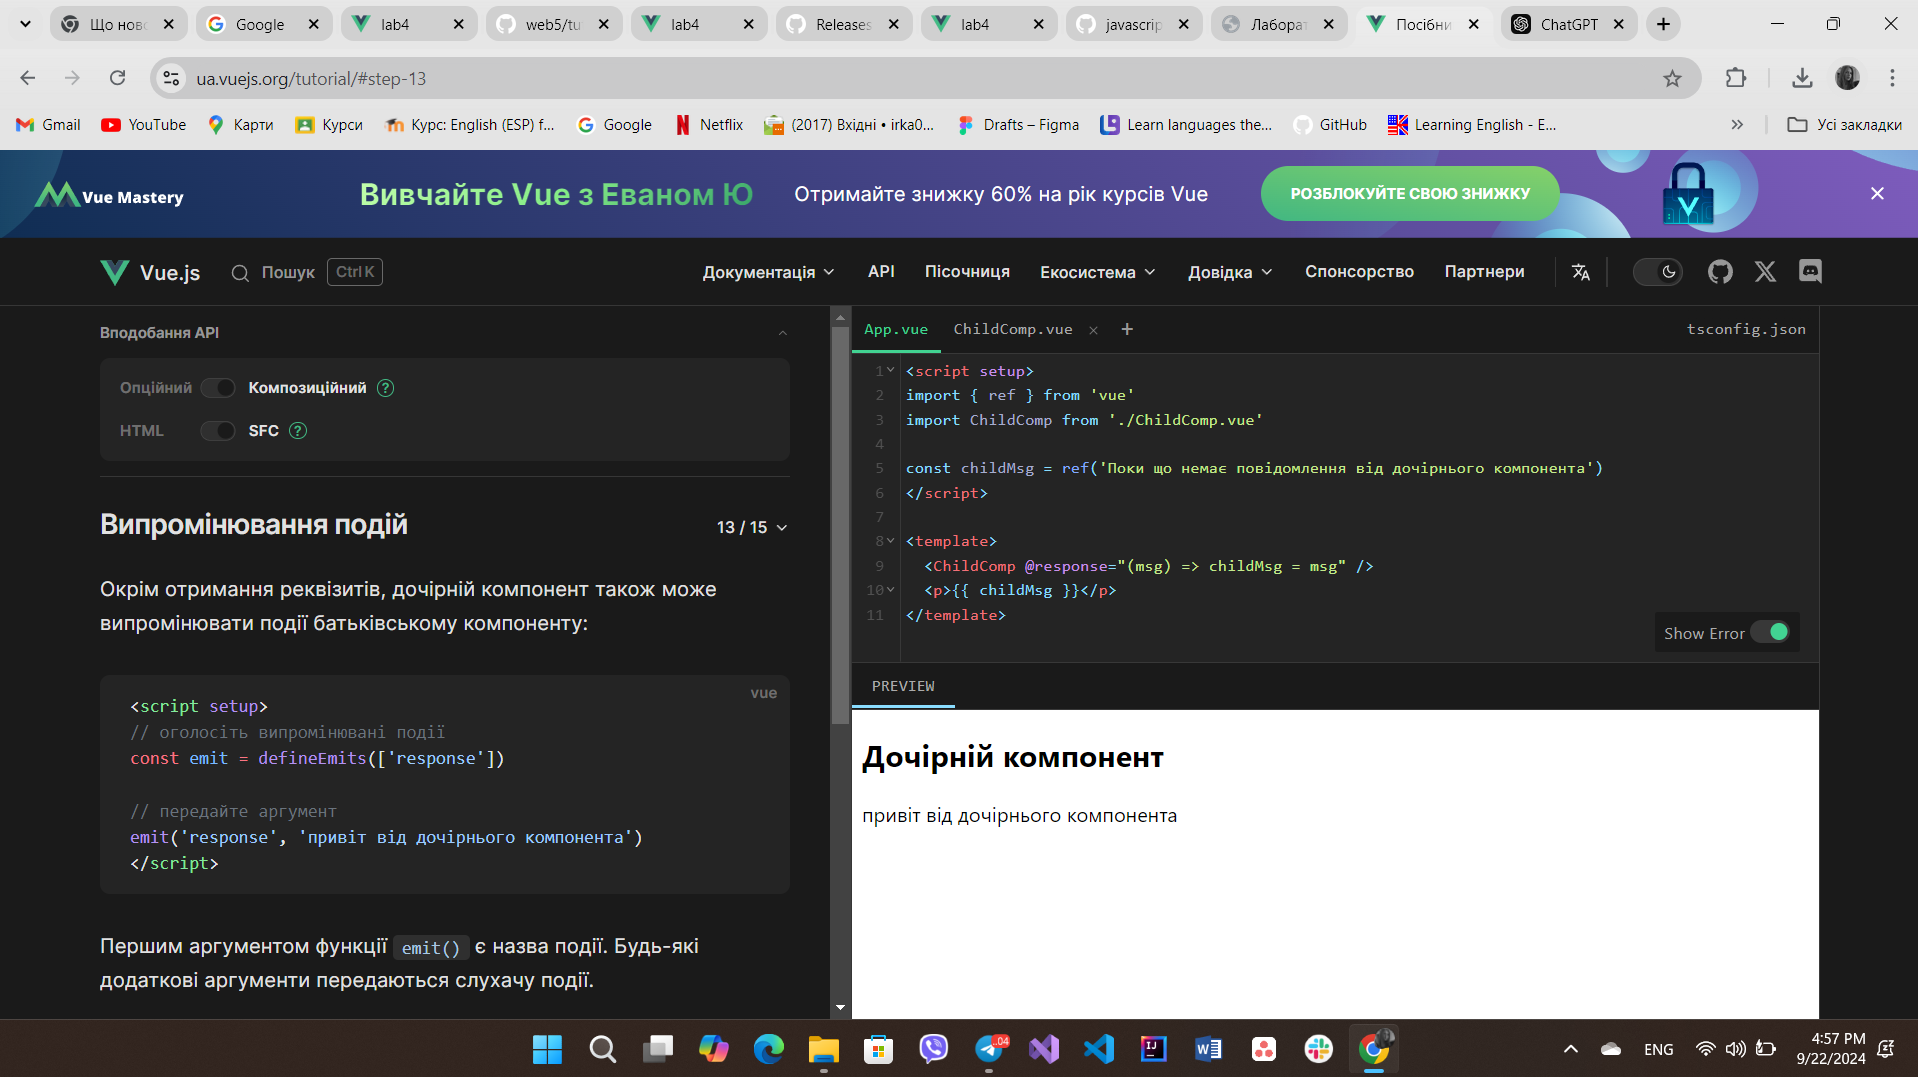 Що ново
Google
lab4
web5/tu
lab4
Releases
lab4
javascrip
Лаборат
Посібни
ChatGPT
ua.vuejs.org/tutorial/#step-13
Gmail
YouTube
Карти
Курси
Курс: English (ESP) f...
Google
Netflix
(2017) Вхідні • irka0...
Drafts – Figma
Learn languages the...
GitHub
Learning English - E...
Усі закладки
Vue Mastery
Вивчайте Vue з Еваном Ю
Отримайте знижку 60% на рік курсів Vue
РОЗБЛОКУЙТЕ СВОЮ ЗНИЖКУ
Vue.js
Пошук
Ctrl K
Документація
API
Пісочниця
Екосистема
Довідка
Спонсорство
Партнери
Вподобання API
Опційний
Композиційний
?
HTML
SFC
?
Випромінювання подій
13 / 15
Окрім отримання реквізитів, дочірній компонент також може
випромінювати події батьківському компоненту:
vue
<script setup>
// оголосіть випромінювані події
const emit = defineEmits(['response'])
// передайте аргумент
emit('response', 'привіт від дочірнього компонента')
</script>
Першим аргументом функції emit() є назва події. Будь-які
додаткові аргументи передаються слухачу події.
App.vue
ChildComp.vue
tsconfig.json
1 <script setup>
2 import { ref } from 'vue'
3 import ChildComp from './ChildComp.vue'
4
5 const childMsg = ref('Поки що немає повідомлення від дочірнього компонента')
6 </script>
7
8 <template>
9 <ChildComp @response="(msg) => childMsg = msg" />
10 <p>{{ childMsg }}</p>
11 </template>
Show Error
PREVIEW
Дочірній компонент
привіт від дочірнього компонента
.04
ENG
4:57 PM
9/22/2024